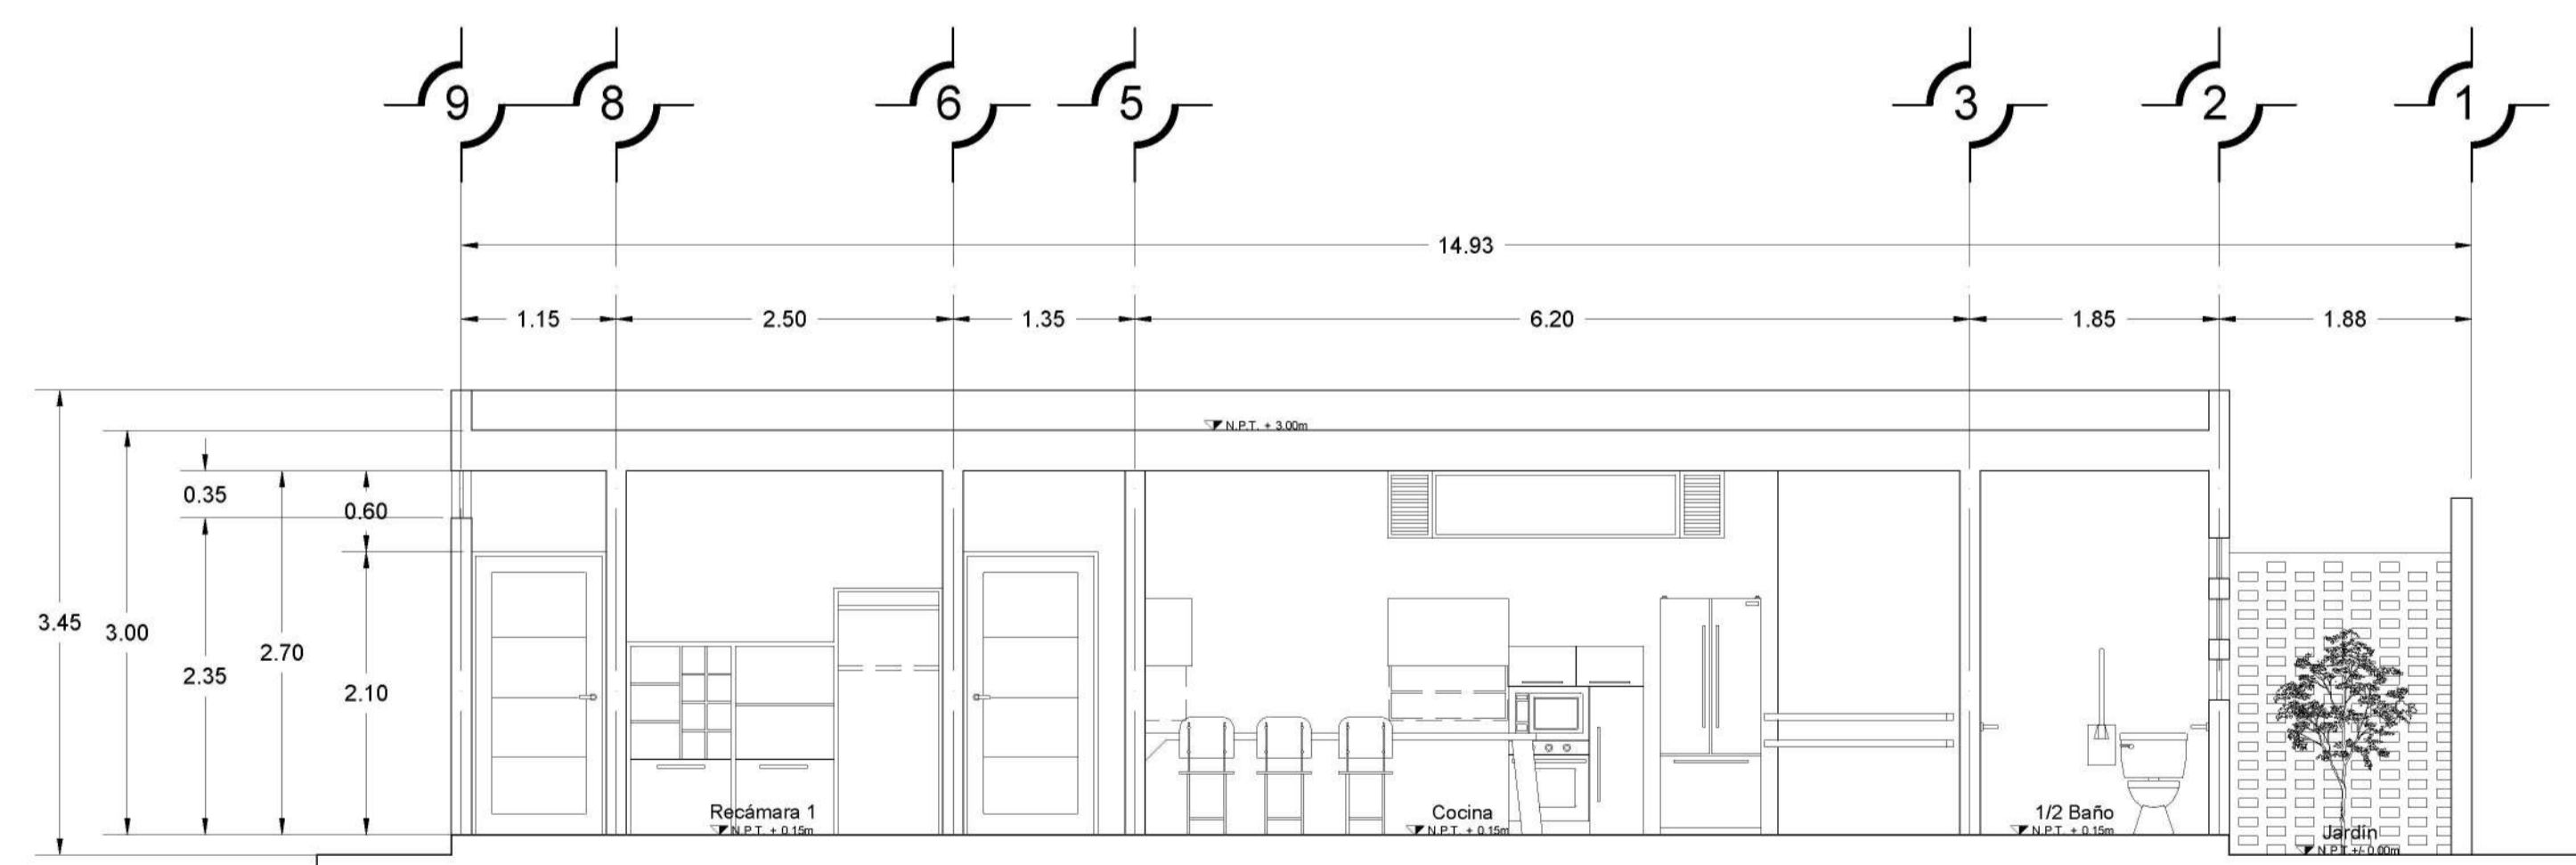 9 8 6 5 3 2 1
14.93
1.15 2.50 1.35 6.20 1.85 1.88
N.P.T. + 3.00m
0.35
0.60
3.45
3.00
2.70
2.35
2.10
Recámara 1
N.P.T. + 0.15m
Cocina
N.P.T. + 0.15m
1/2 Baño
N.P.T. + 0.15m
Jardín
N.P.T. +/- 0.00m